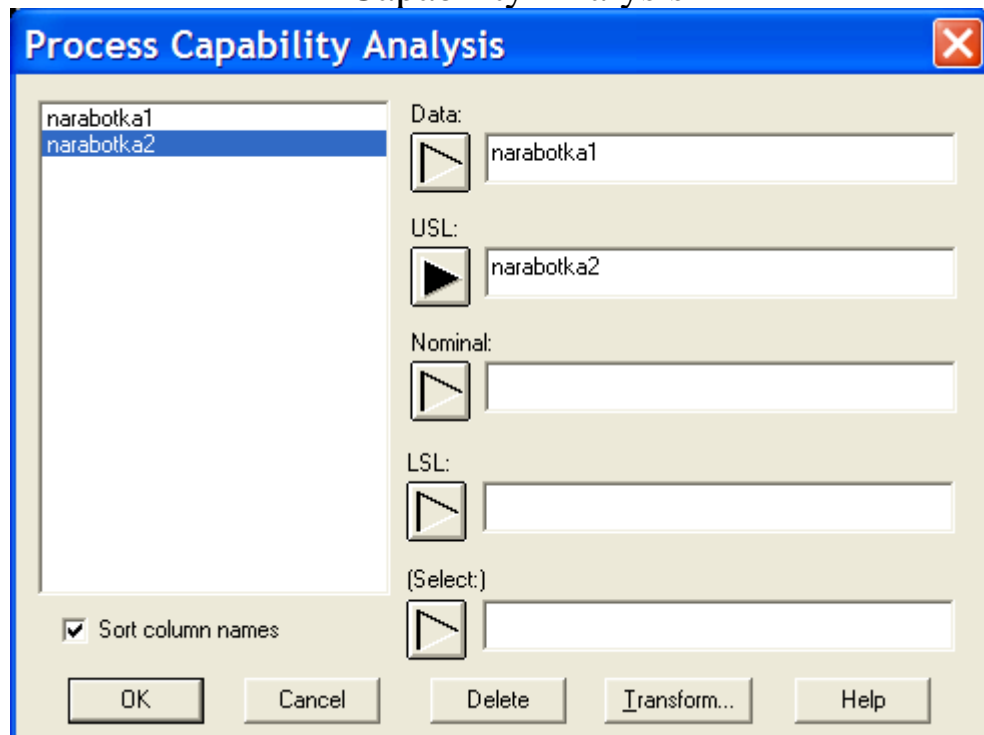 Process Capability Analysis
narabotka1
narabotka2
Data:
narabotka1
USL:
narabotka2
Nominal:
LSL:
(Select:)
Sort column names
OK
Cancel
Delete
Transform...
Help